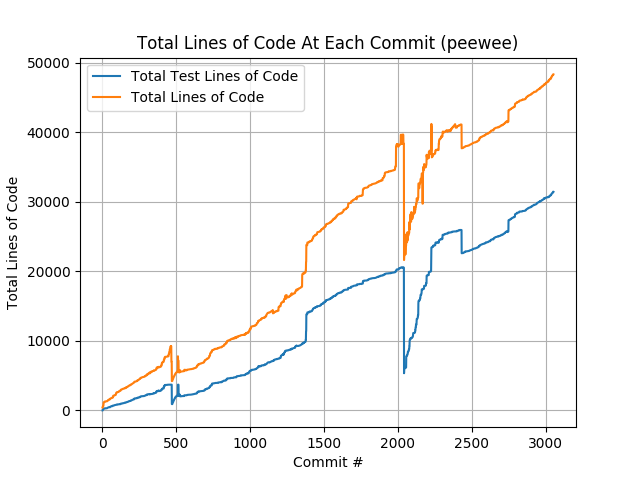 Total Lines of Code At Each Commit (peewee)
Total Test Lines of Code
Total Lines of Code
50000
40000
30000
20000
10000
0
Total Lines of Code
0 500 1000 1500 2000 2500 3000
Commit #